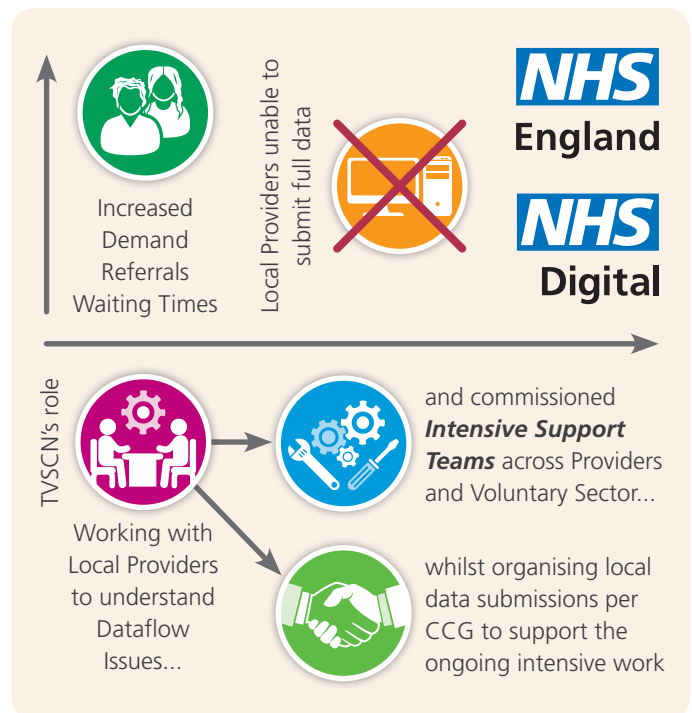 Increased
Demand
Referrals
Waiting Times
Local Providers unable to
submit full data
NHS
England
NHS
Digital
TVSCN's role
Working with
Local Providers
to understand
Dataflow
Issues...
and commissioned
Intensive Support
Teams across Providers
and Voluntary Sector...
whilst organising local
data submissions per
CCG to support the
ongoing intensive work